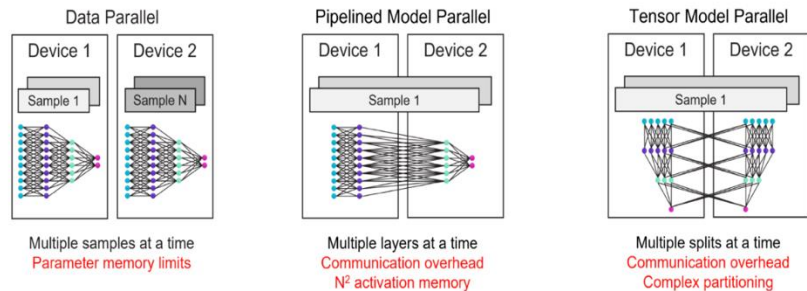 Data Parallel
Device 1
Device 2
Sample 1
Sample N
Multiple samples at a time
Parameter memory limits
Pipelined Model Parallel
Device 1
Device 2
Sample 1
Multiple layers at a time
Communication overhead
N² activation memory
Tensor Model Parallel
Device 1
Device 2
Sample 1
Multiple splits at a time
Communication overhead
Complex partitioning